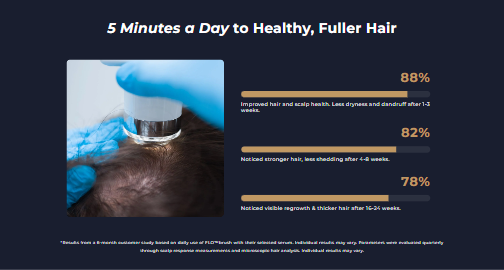 5 Minutes a Day to Healthy, Fuller Hair
88%
Improved hair and scalp health. Less dryness and dandruff after 1-3
weeks.
82%
Noticed stronger hair, less shedding after 4-8 weeks.
78%
Noticed visible regrowth & thicker hair after 16-24 weeks.
*Results from a 6-month customer study based on daily use of FLO™ brush with their selected serum. Individual results may vary. Parameters were evaluated quarterly
through scalp response measurements and microscopic hair analysis. Individual results may vary.